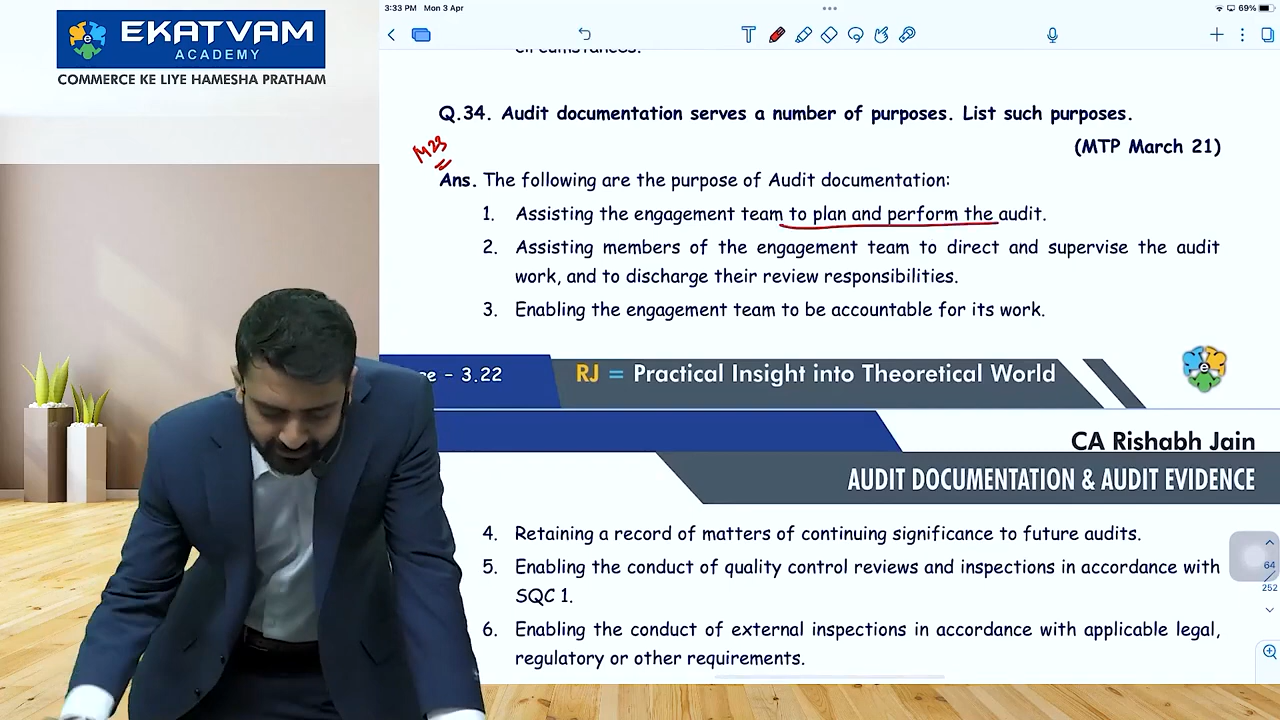 EKATVAM
ACADEMY
COMMERCE KE LIYE HAMESHA PRATHAM
3:33 PM Mon 3 Apr
69%
circumstances.
Q.34. Audit documentation serves a number of purposes. List such purposes.
(MTP March 21)
M23
Ans. The following are the purpose of Audit documentation:
1. Assisting the engagement team to plan and perform the audit.
2. Assisting members of the engagement team to direct and supervise the audit
work, and to discharge their review responsibilities.
3. Enabling the engagement team to be accountable for its work.
ce - 3.22
RJ = Practical Insight into Theoretical World
CA Rishabh Jain
AUDIT DOCUMENTATION & AUDIT EVIDENCE
4. Retaining a record of matters of continuing significance to future audits.
5. Enabling the conduct of quality control reviews and inspections in accordance with
SQC 1.
6. Enabling the conduct of external inspections in accordance with applicable legal,
regulatory or other requirements.
64
252